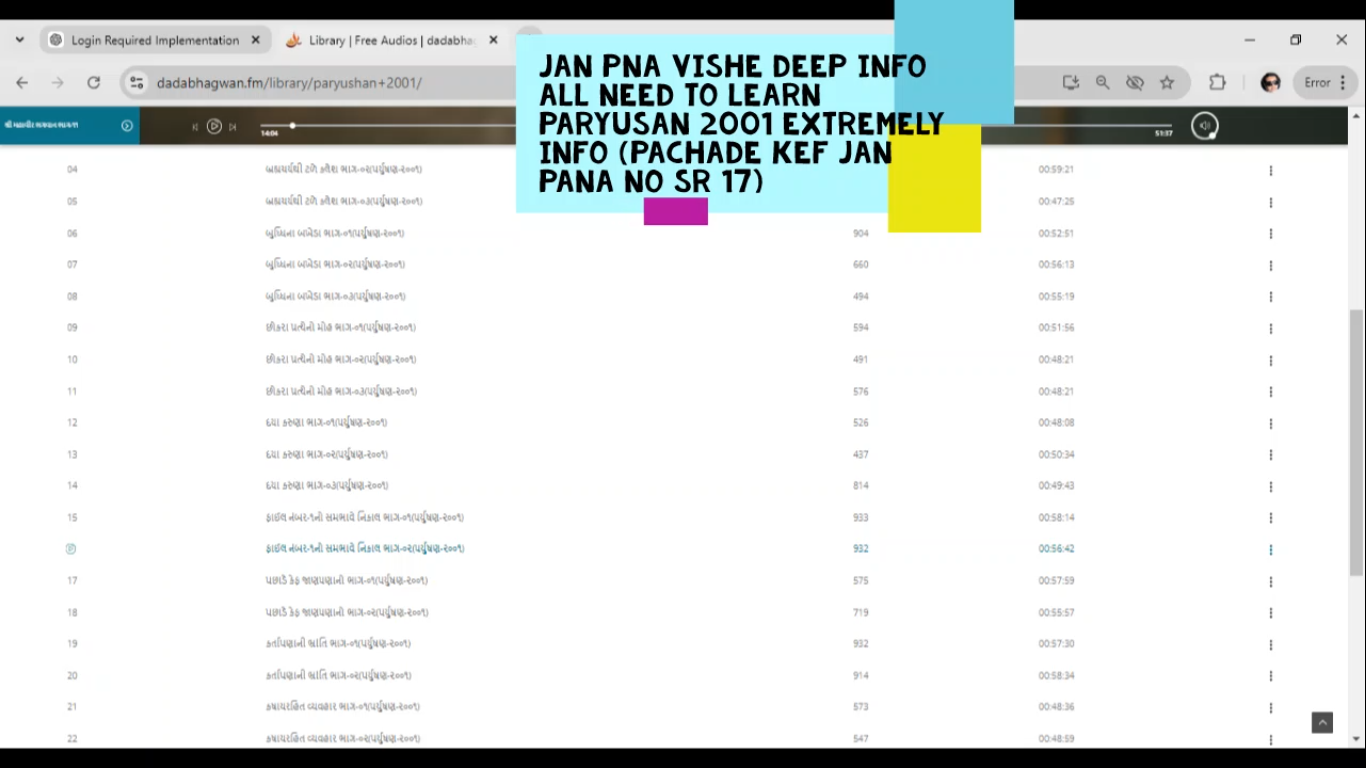 Login Required Implementation
Library | Free Audios | dadabha
dadabhagwan.fm/library/paryushan+2001/
Error
JAN PNA VISHE DEEP INFO
ALL NEED TO LEARN
PARYUSAN 2001 EXTREMELY
INFO (PACHADE KEF JAN
PANA NO SR 17)
14:04
51:37
04 બ્રહ્મચર્યથી ટળે ક્લેશ ભાગ-૦૨(પર્યુષણ-૨૦૦૧) 00:59:21
05 બ્રહ્મચર્યથી ટળે ક્લેશ ભાગ-૦૩(પર્યુષણ-૨૦૦૧) 00:47:25
06 બુધ્ધિના બખેડા ભાગ-૦૧(પર્યુષણ-૨૦૦૧) 904 00:52:51
07 બુધ્ધિના બખેડા ભાગ-૦૨(પર્યુષણ-૨૦૦૧) 660 00:56:13
08 બુધ્ધિના બખેડા ભાગ-૦૩(પર્યુષણ-૨૦૦૧) 494 00:55:19
09 છોકરા પ્રત્યેનો મોહ ભાગ-૦૧(પર્યુષણ-૨૦૦૧) 594 00:51:56
10 છોકરા પ્રત્યેનો મોહ ભાગ-૦૨(પર્યુષણ-૨૦૦૧) 491 00:48:21
11 છોકરા પ્રત્યેનો મોહ ભાગ-૦૩(પર્યુષણ-૨૦૦૧) 576 00:48:21
12 દયા કરુણા ભાગ-૦૧(પર્યુષણ-૨૦૦૧) 526 00:48:08
13 દયા કરુણા ભાગ-૦૨(પર્યુષણ-૨૦૦૧) 437 00:50:34
14 દયા કરુણા ભાગ-૦૩(પર્યુષણ-૨૦૦૧) 814 00:49:43
15 ફાઈલ નંબર-૧નો સમભાવે નિકાલ ભાગ-૦૧(પર્યુષણ-૨૦૦૧) 933 00:58:14
ફાઈલ નંબર-૧નો સમભાવે નિકાલ ભાગ-૦૨(પર્યુષણ-૨૦૦૧) 932 00:56:42
17 પછાડે કેફ જાણપણાનો ભાગ-૦૧(પર્યુષણ-૨૦૦૧) 575 00:57:59
18 પછાડે કેફ જાણપણાનો ભાગ-૦૨(પર્યુષણ-૨૦૦૧) 719 00:55:57
19 કર્તાપણાની ભ્રાંતિ ભાગ-૦૧(પર્યુષણ-૨૦૦૧) 932 00:57:30
20 કર્તાપણાની ભ્રાંતિ ભાગ-૦૨(પર્યુષણ-૨૦૦૧) 914 00:58:34
21 કષાયરહિત વ્યવહાર ભાગ-૦૧(પર્યુષણ-૨૦૦૧) 573 00:48:36
22 કષાયરહિત વ્યવહાર ભાગ-૦૨(પર્યુષણ-૨૦૦૧) 547 00:48:59